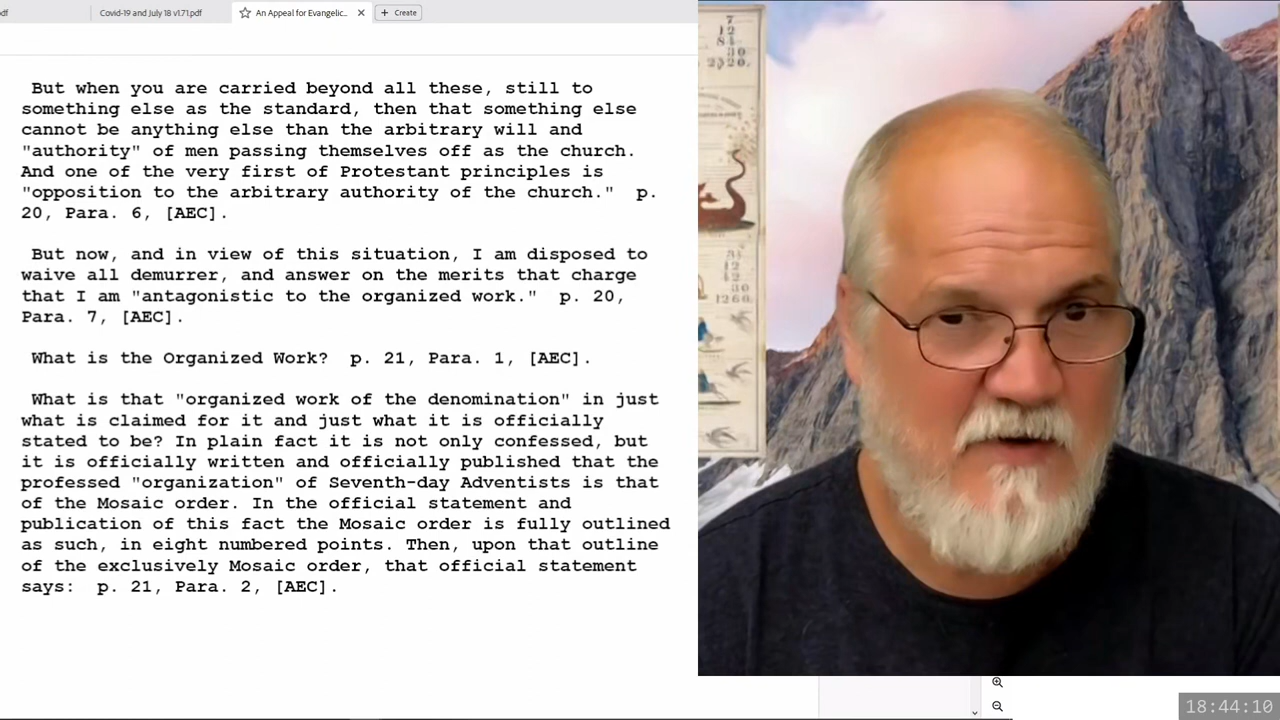 df
Covid-19 and July 18 v1.71.pdf
An Appeal for Evangelic...
Create
But when you are carried beyond all these, still to
something else as the standard, then that something else
cannot be anything else than the arbitrary will and
"authority" of men passing themselves off as the church.
And one of the very first of Protestant principles is
"opposition to the arbitrary authority of the church."  p.
20, Para. 6, [AEC].
But now, and in view of this situation, I am disposed to
waive all demurrer, and answer on the merits that charge
that I am "antagonistic to the organized work."  p. 20,
Para. 7, [AEC].
What is the Organized Work?  p. 21, Para. 1, [AEC].
What is that "organized work of the denomination" in just
what is claimed for it and just what it is officially
stated to be? In plain fact it is not only confessed, but
it is officially written and officially published that the
professed "organization" of Seventh-day Adventists is that
of the Mosaic order. In the official statement and
publication of this fact the Mosaic order is fully outlined
as such, in eight numbered points. Then, upon that outline
of the exclusively Mosaic order, that official statement
says:  p. 21, Para. 2, [AEC].
7
12
84
30
2520.
12
42
30
1260
18:44:10